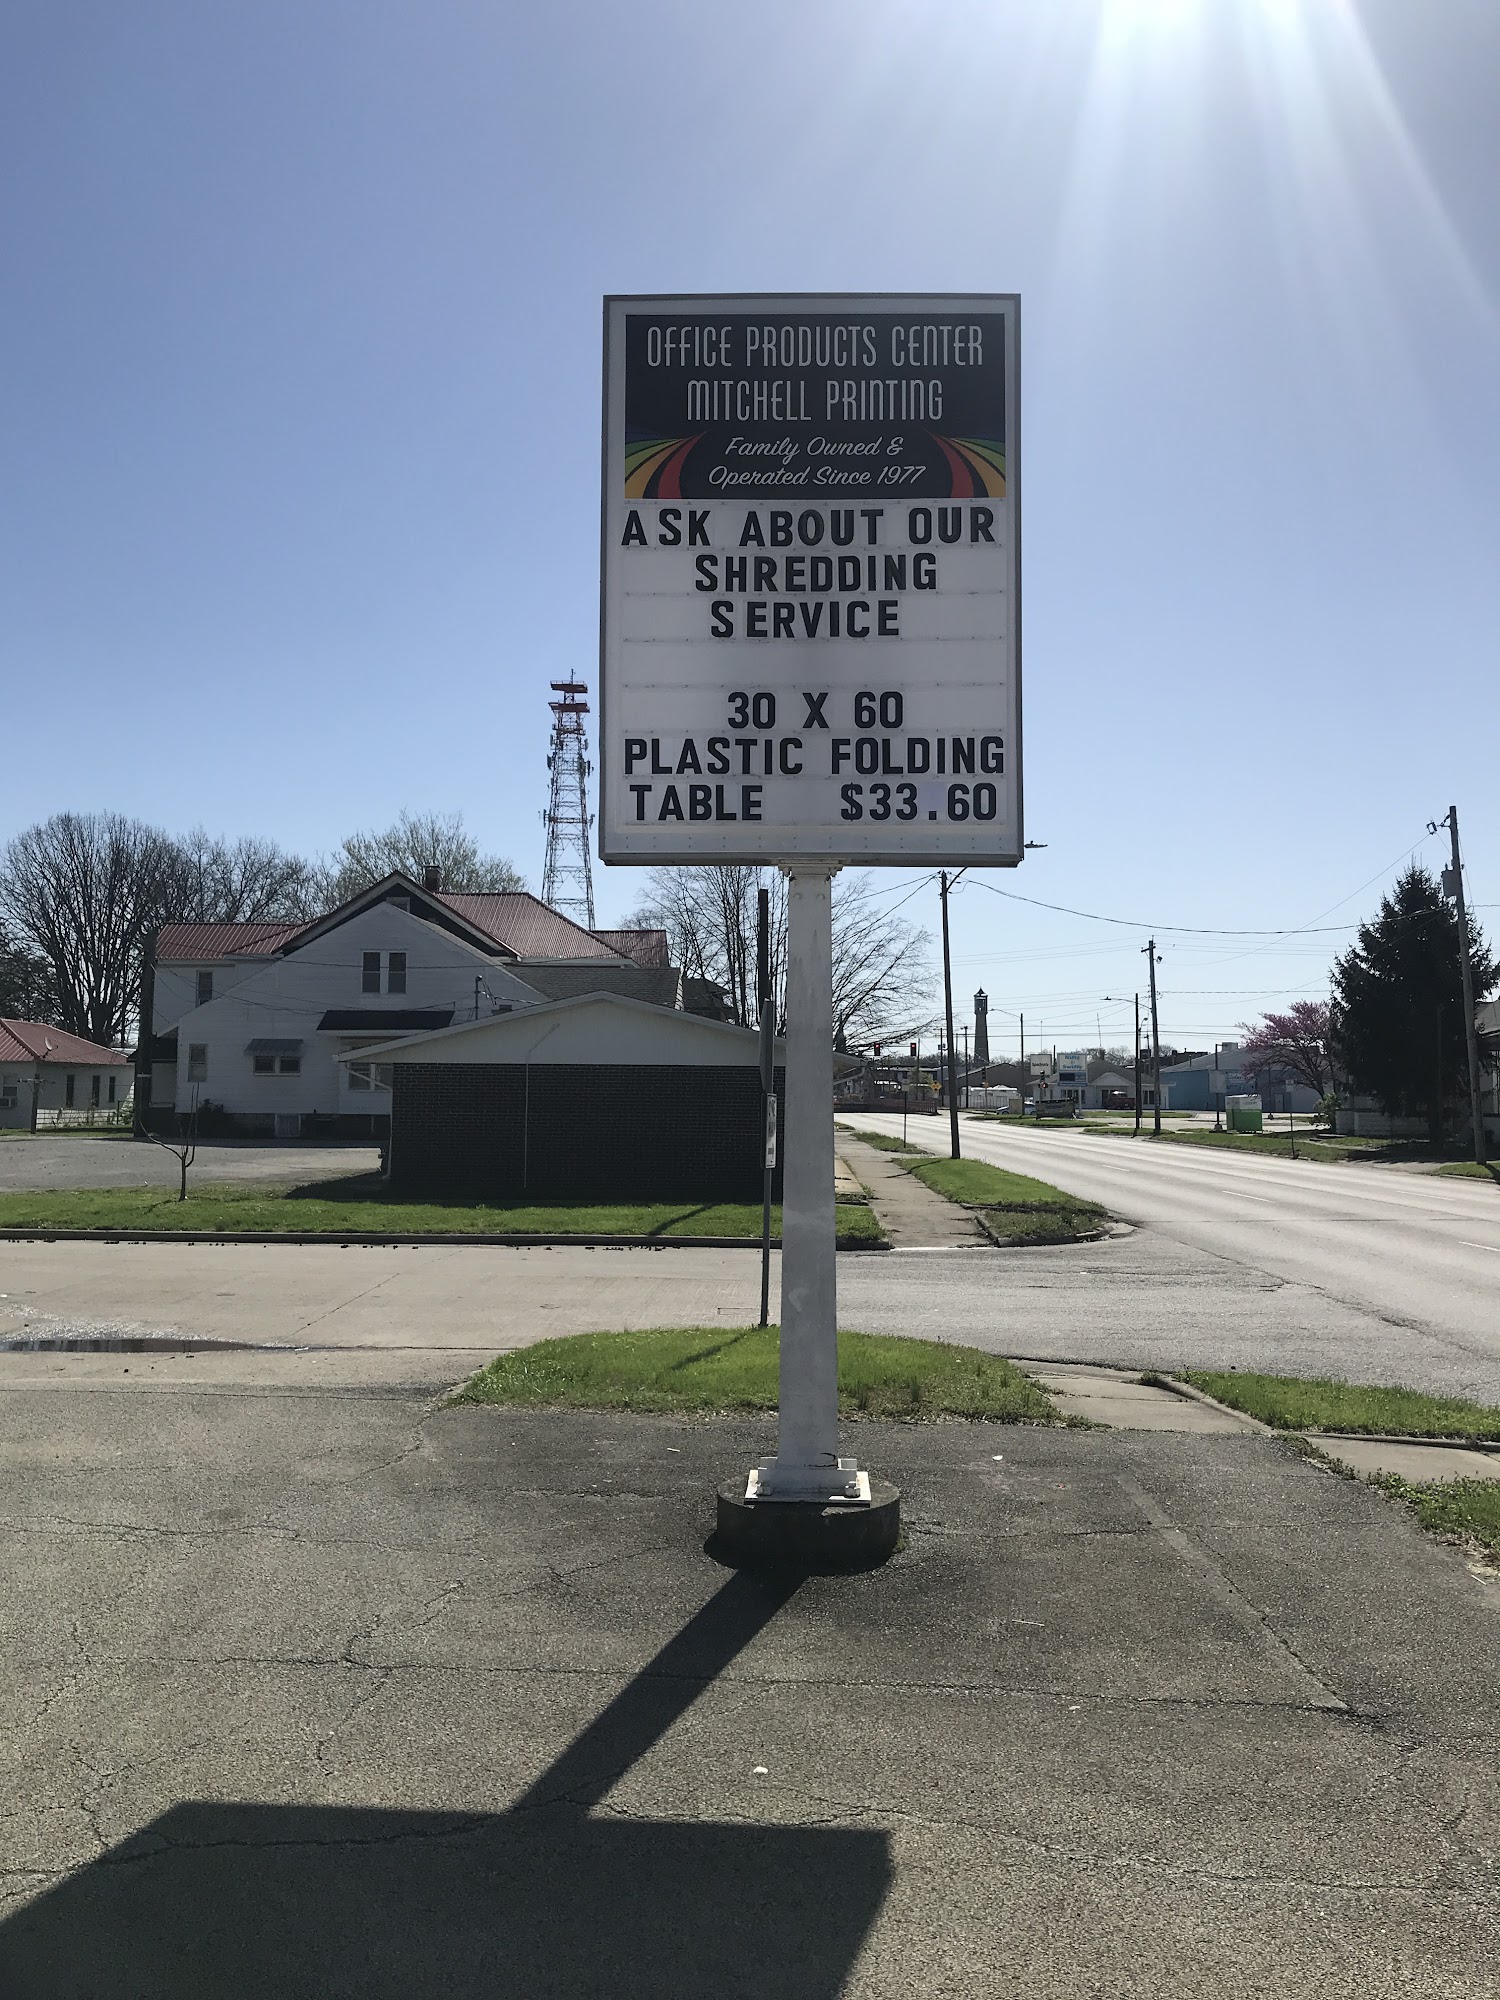 OFFICE PRODUCTS CENTER
MITCHELL PRINTING
Family Owned &
Operated Since 1977
ASK ABOUT OUR
SHREDDING
SERVICE
30 X 60
PLASTIC FOLDING
TABLE $33.60